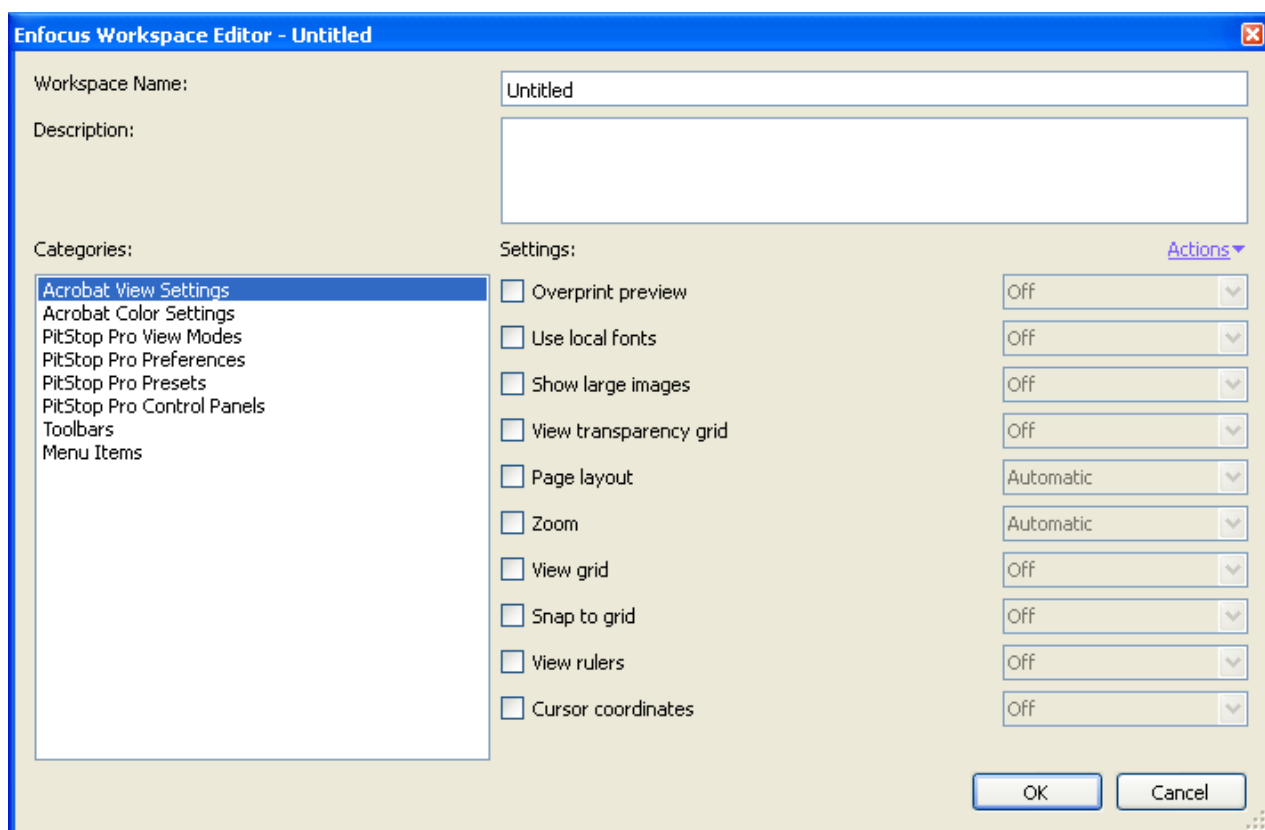 Enfocus Workspace Editor - Untitled
Workspace Name:
Untitled
Description:
Categories:
Settings:
Actions
Acrobat View Settings
Acrobat Color Settings
PitStop Pro View Modes
PitStop Pro Preferences
PitStop Pro Presets
PitStop Pro Control Panels
Toolbars
Menu Items
Overprint preview
Off
Use local fonts
Off
Show large images
Off
View transparency grid
Off
Page layout
Automatic
Zoom
Automatic
View grid
Off
Snap to grid
Off
View rulers
Off
Cursor coordinates
Off
OK
Cancel